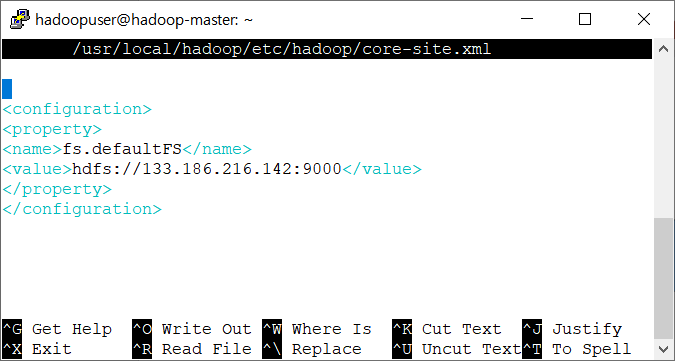 hadoopuser@hadoop-master: ~
/usr/local/hadoop/etc/hadoop/core-site.xml
<configuration>
<property>
<name>fs.defaultFS</name>
<value>hdfs://133.186.216.142:9000</value>
</property>
</configuration>
^G Get Help ^O Write Out ^W Where Is ^K Cut Text ^J Justify
^X Exit ^R Read File ^\ Replace ^U Uncut Text ^T To Spell